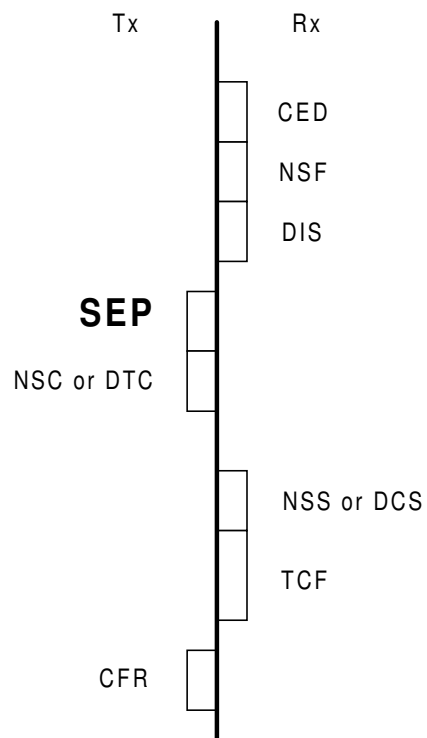 Tx Rx
CED
NSF
DIS
SEP
NSC or DTC
NSS or DCS
TCF
CFR